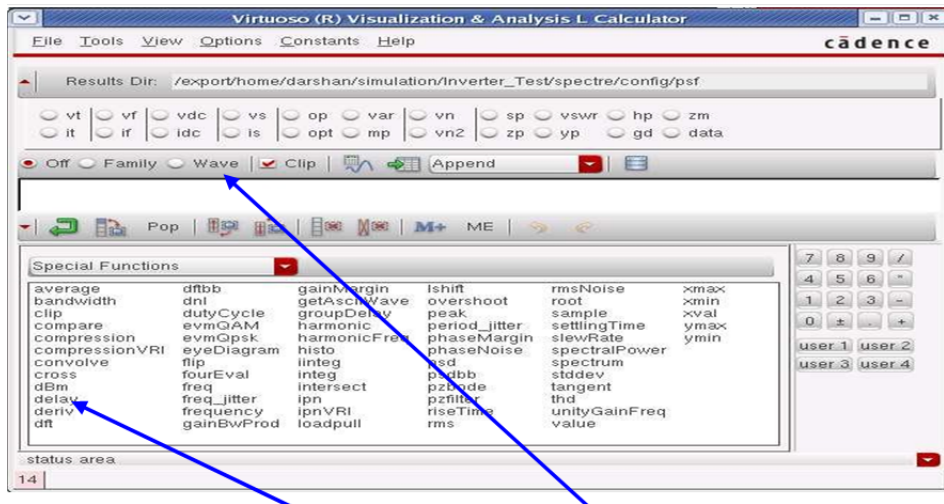 Virtuoso (R) Visualization & Analysis L Calculator
File Tools View Options Constants Help
cādence
Results Dir: /export/home/darshan/simulation/Inverter_Test/spectre/config/psf
vt vf vdc vs op var vn sp vswr hp zm
it if idc is opt mp vn2 zp yp gd data
Off Family Wave Clip Append
Pop M+ ME
Special Functions
average dftbb gainMargin lshift rmsNoise xmax
bandwidth dnl getAsciiWave overshoot root xmin
clip dutyCycle groupDelay peak sample xval
compare evmQAM harmonic period_jitter settlingTime ymax
compression evmQpsk harmonicFreq phaseMargin slewRate ymin
compressionVRI eyeDiagram histo phaseNoise spectralPower
convolve flip iinteg psd spectrum
cross fourEval integ psdbb stddev
dBm freq intersect pzbode tangent
delay freq_jitter ipn pzfilter thd
deriv frequency ipnVRI riseTime unityGainFreq
dft gainBwProd loadpull rms value
7 8 9 /
4 5 6 *
1 2 3 -
0 ± . +
user 1 user 2
user 3 user 4
status area
14